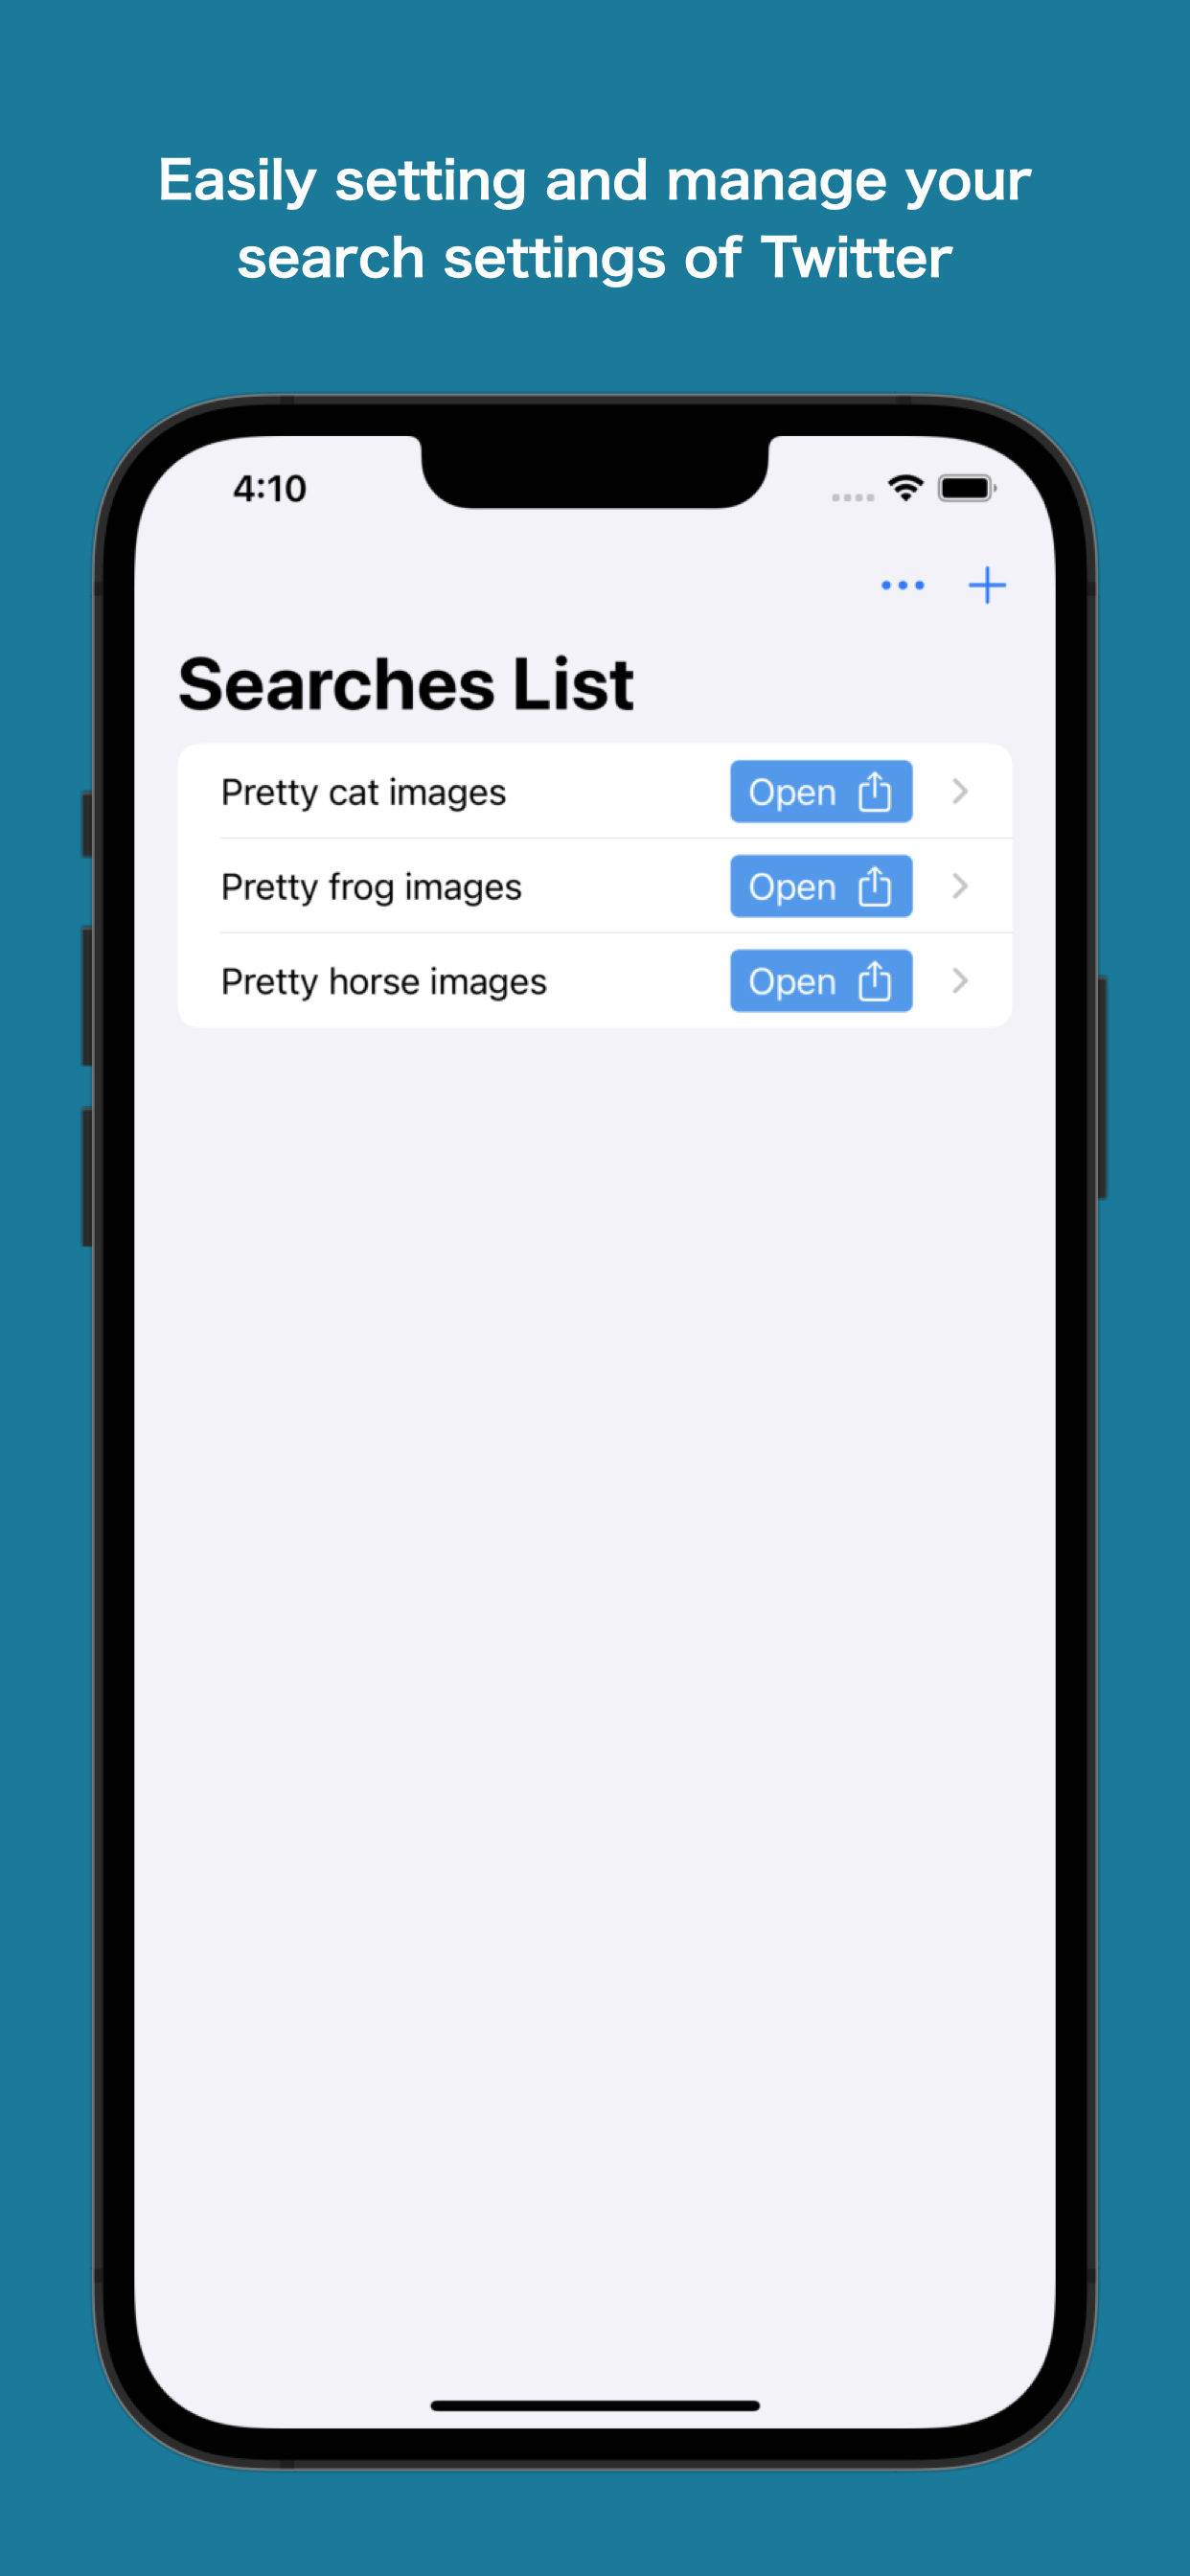 Easily setting and manage your
search settings of Twitter
4:10
Searches List
Pretty cat images Open
Pretty frog images Open
Pretty horse images Open